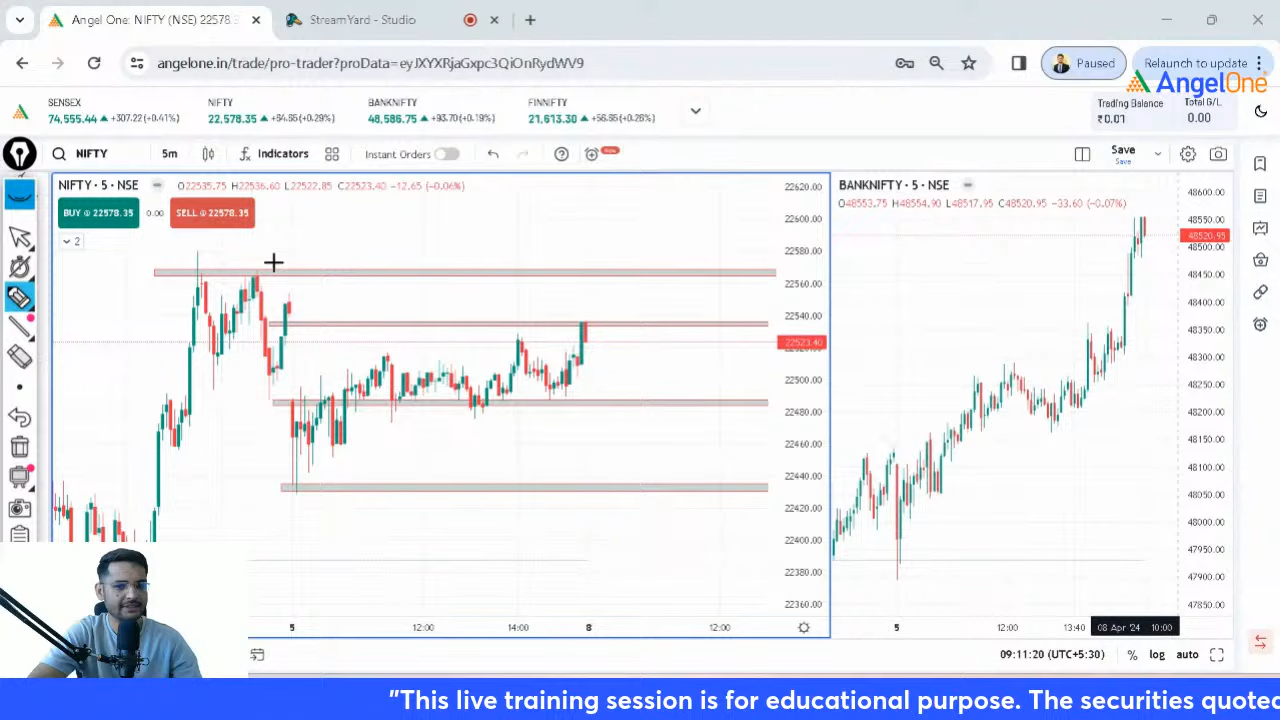 Angel One: NIFTY (NSE) 22578.3
StreamYard - Studio
angelone.in/trade/pro-trader?proData=eyJXYXRjaGxpc3QiOnRydWV9
Paused
Relaunch to update
AngelOne
SENSEX
74,555.44 +307.22 (+0.41%)
NIFTY
22,578.35 +64.65 (+0.29%)
BANKNIFTY
48,586.75 +93.70 (+0.19%)
FINNIFTY
21,613.30 +56.65 (+0.26%)
Trading Balance
₹0.01
Total G/L
0.00
NIFTY
5m
Indicators
Instant Orders
New
Save
Save
NIFTY · 5 · NSE
O22535.75 H22536.60 L22522.85 C22523.40 −12.65 (−0.06%)
BUY @ 22578.35
0.00
SELL @ 22578.35
2
22620.00
22600.00
22580.00
22560.00
22540.00
22523.40
22500.00
22480.00
22460.00
22440.00
22420.00
22400.00
22380.00
22360.00
5
12:00
14:00
8
12:00
BANKNIFTY · 5 · NSE
O48553.75 H48554.90 L48517.95 C48520.95 −33.60 (−0.07%)
48600.00
48550.00
48520.95
48500.00
48450.00
48400.00
48350.00
48300.00
48250.00
48200.00
48150.00
48100.00
48050.00
48000.00
47950.00
47900.00
47850.00
5
12:00
13:40
08 Apr '24 10:00
09:11:20 (UTC+5:30)
%
log
auto
"This live training session is for educational purpose. The securities quoted